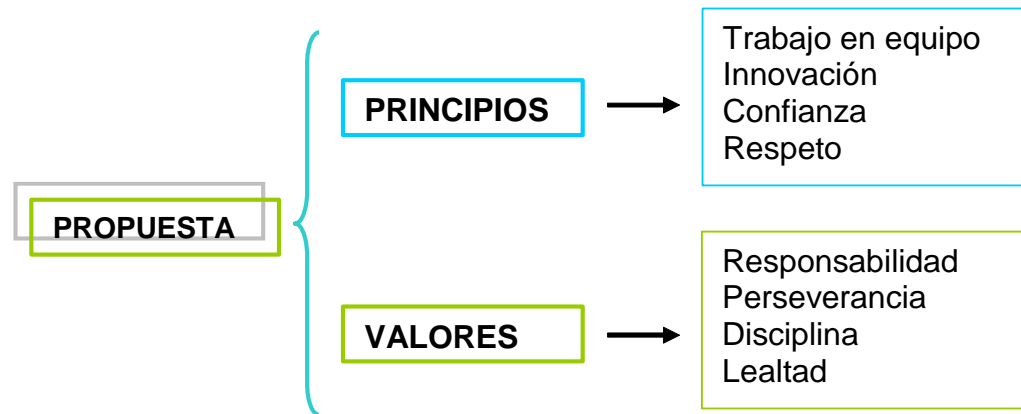 PROPUESTA
PRINCIPIOS
Trabajo en equipo
Innovación
Confianza
Respeto
VALORES
Responsabilidad
Perseverancia
Disciplina
Lealtad